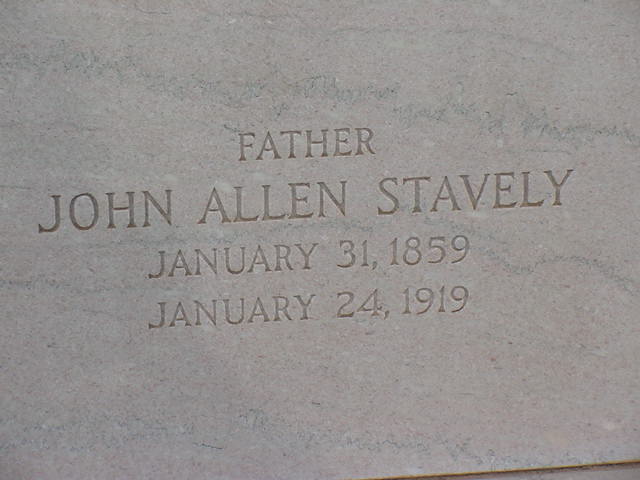 FATHER
JOHN ALLEN STAVELY
JANUARY 31, 1859
JANUARY 24, 1919